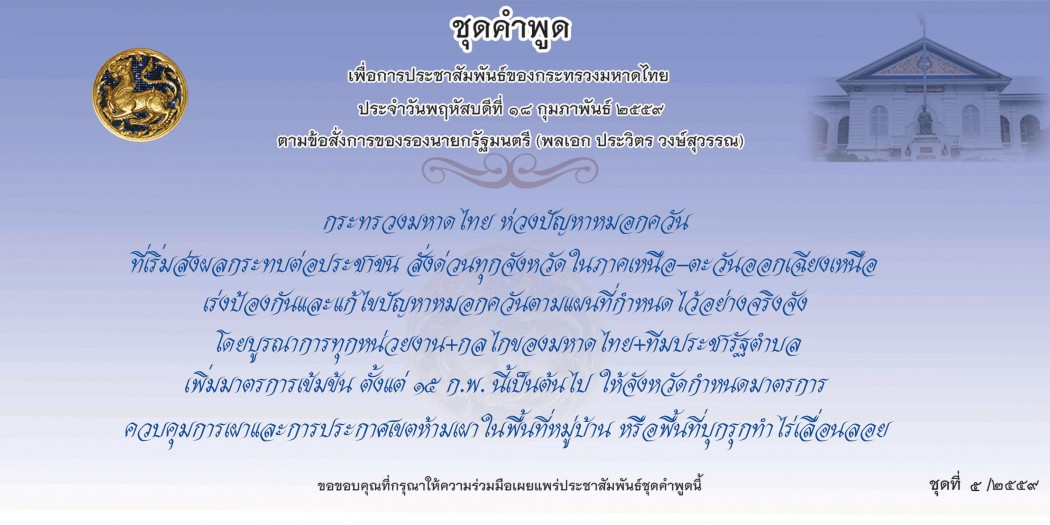 ชุดคำพูด
เพื่อการประชาสัมพันธ์ของกระทรวงมหาดไทย
ประจำวันพฤหัสบดีที่ ๑๘ กุมภาพันธ์ ๒๕๕๙
ตามข้อสั่งการของรองนายกรัฐมนตรี (พลเอก ประวิตร วงษ์สุวรรณ)
กระทรวงมหาดไทย ห่วงปัญหาหมอกควัน
ที่เริ่มส่งผลกระทบต่อประชาชน สั่งด่วนทุกจังหวัดในภาคเหนือ–ตะวันออกเฉียงเหนือ
เร่งป้องกันและแก้ไขปัญหาหมอกควันตามแผนที่กำหนดไว้อย่างจริงจัง
โดยบูรณาการทุกหน่วยงาน+กลไกของมหาดไทย+ทีมประชารัฐตำบล
เพิ่มมาตรการเข้มข้น ตั้งแต่ ๑๕ ก.พ. นี้เป็นต้นไป ให้จังหวัดกำหนดมาตรการ
ควบคุมการเผาและการประกาศเขตห้ามเผาในพื้นที่หมู่บ้าน หรือพื้นที่บุกรุกทำไร่เลื่อนลอย
ขอขอบคุณที่กรุณาให้ความร่วมมือเผยแพร่ประชาสัมพันธ์ชุดคำพูดนี้
ชุดที่ ๕ /๒๕๕๙